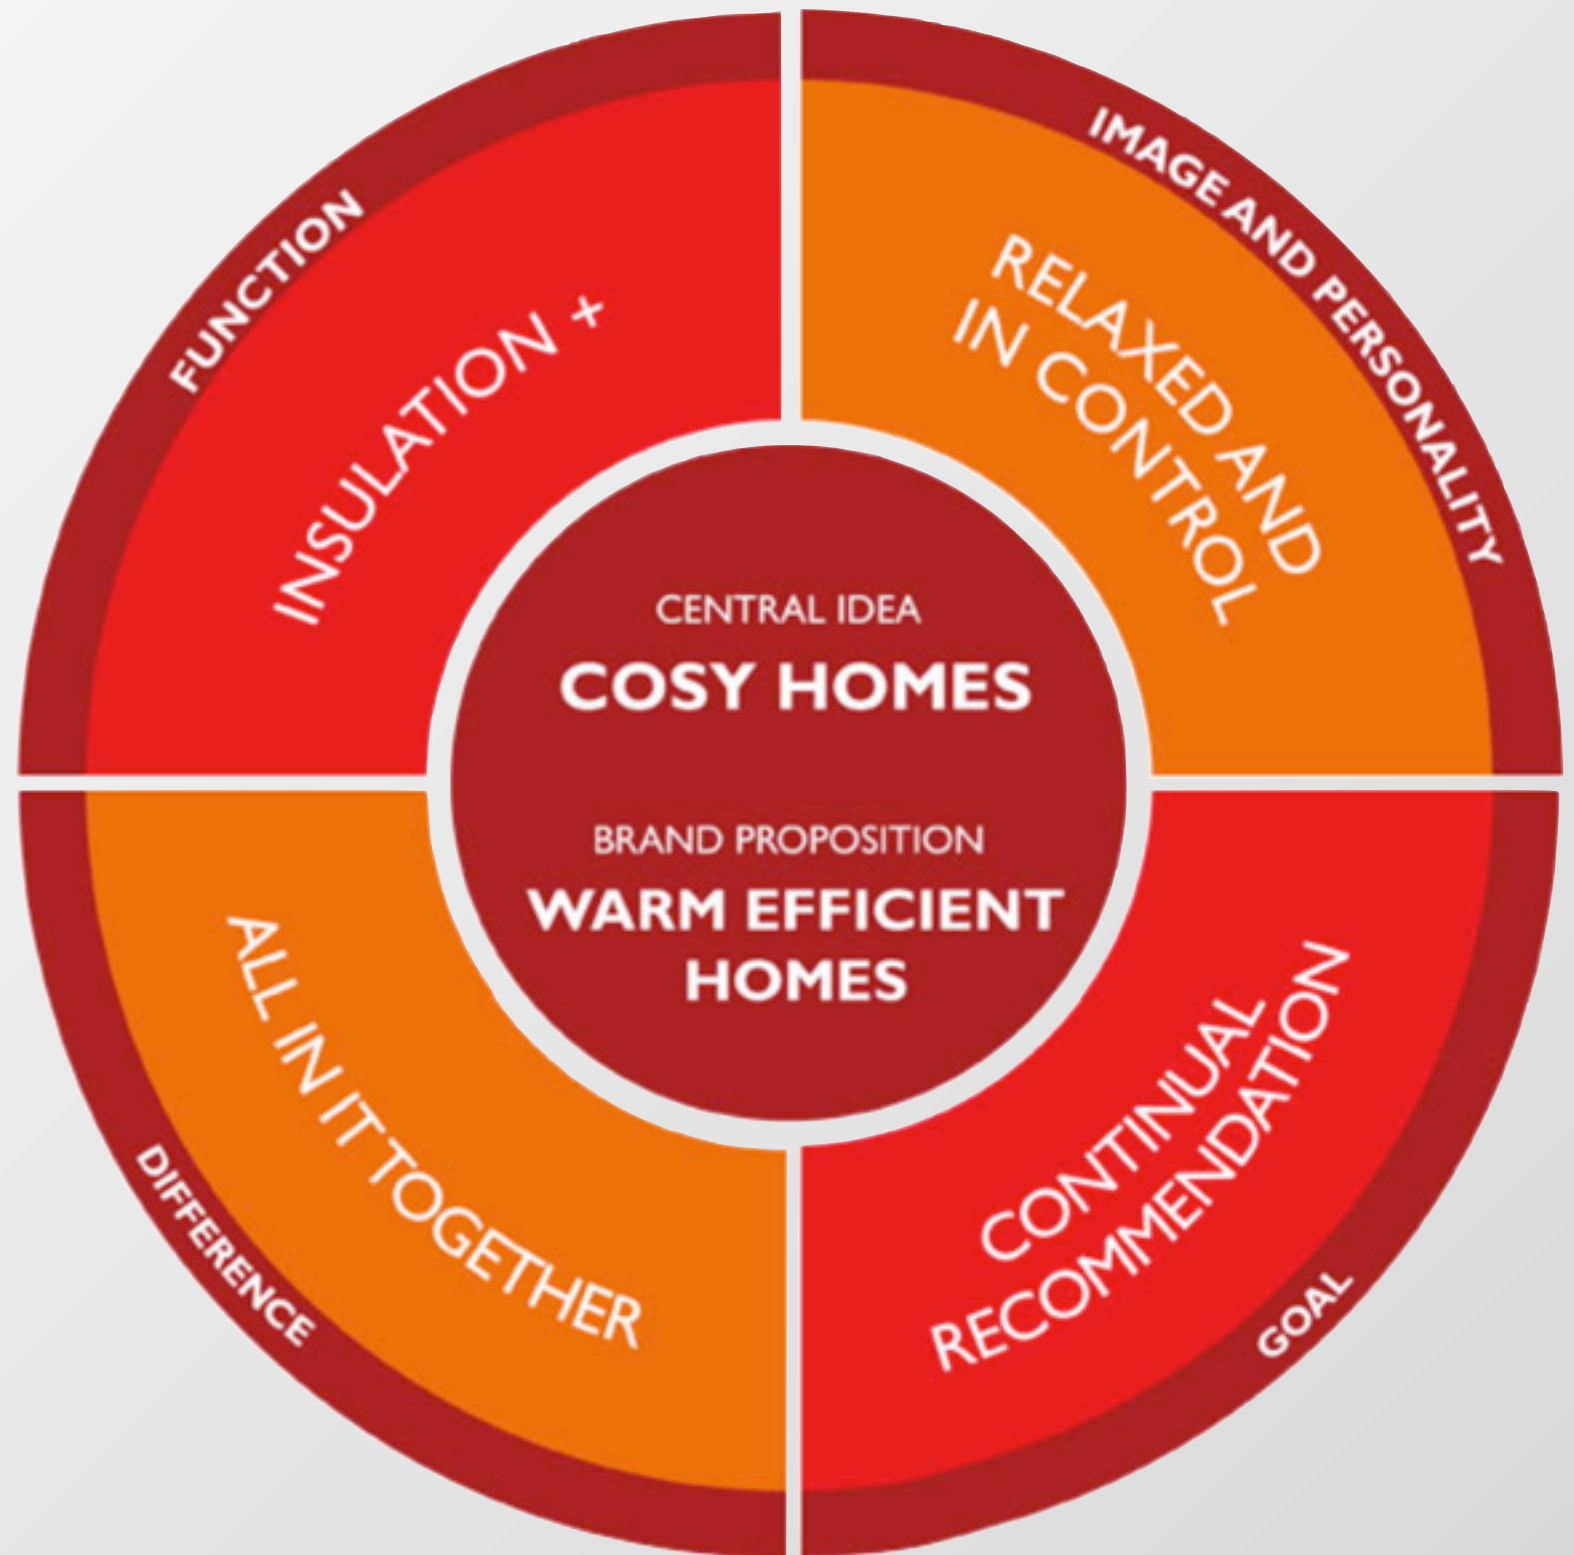 FUNCTION
INSULATION +
IMAGE AND PERSONALITY
RELAXED AND
IN CONTROL
CENTRAL IDEA
COSY HOMES
BRAND PROPOSITION
WARM EFFICIENT
HOMES
ALL IN IT TOGETHER
DIFFERENCE
CONTINUAL
RECOMMENDATION
GOAL